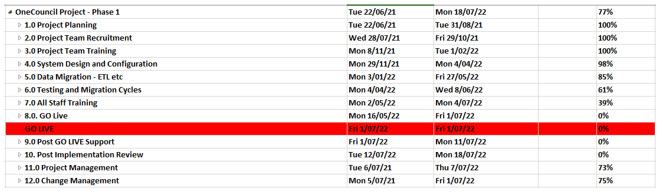 OneCouncil Project - Phase 1 Tue 22/06/21 Mon 18/07/22 77%
1.0 Project Planning Tue 22/06/21 Tue 31/08/21 100%
2.0 Project Team Recruitment Wed 28/07/21 Fri 29/10/21 100%
3.0 Project Team Training Mon 8/11/21 Tue 1/02/22 100%
4.0 System Design and Configuration Mon 29/11/21 Mon 4/04/22 98%
5.0 Data Migration - ETL etc Mon 3/01/22 Fri 27/05/22 85%
6.0 Testing and Migration Cycles Mon 4/04/22 Wed 8/06/22 61%
7.0 All Staff Training Mon 2/05/22 Mon 4/07/22 39%
8.0. GO Live Mon 16/05/22 Fri 1/07/22 0%
GO LIVE Fri 1/07/22 Fri 1/07/22 0%
9.0 Post GO LIVE Support Fri 1/07/22 Mon 11/07/22 0%
10. Post Implementation Review Tue 12/07/22 Mon 18/07/22 0%
11.0 Project Management Tue 6/07/21 Thu 7/07/22 73%
12.0 Change Management Mon 5/07/21 Fri 1/07/22 75%